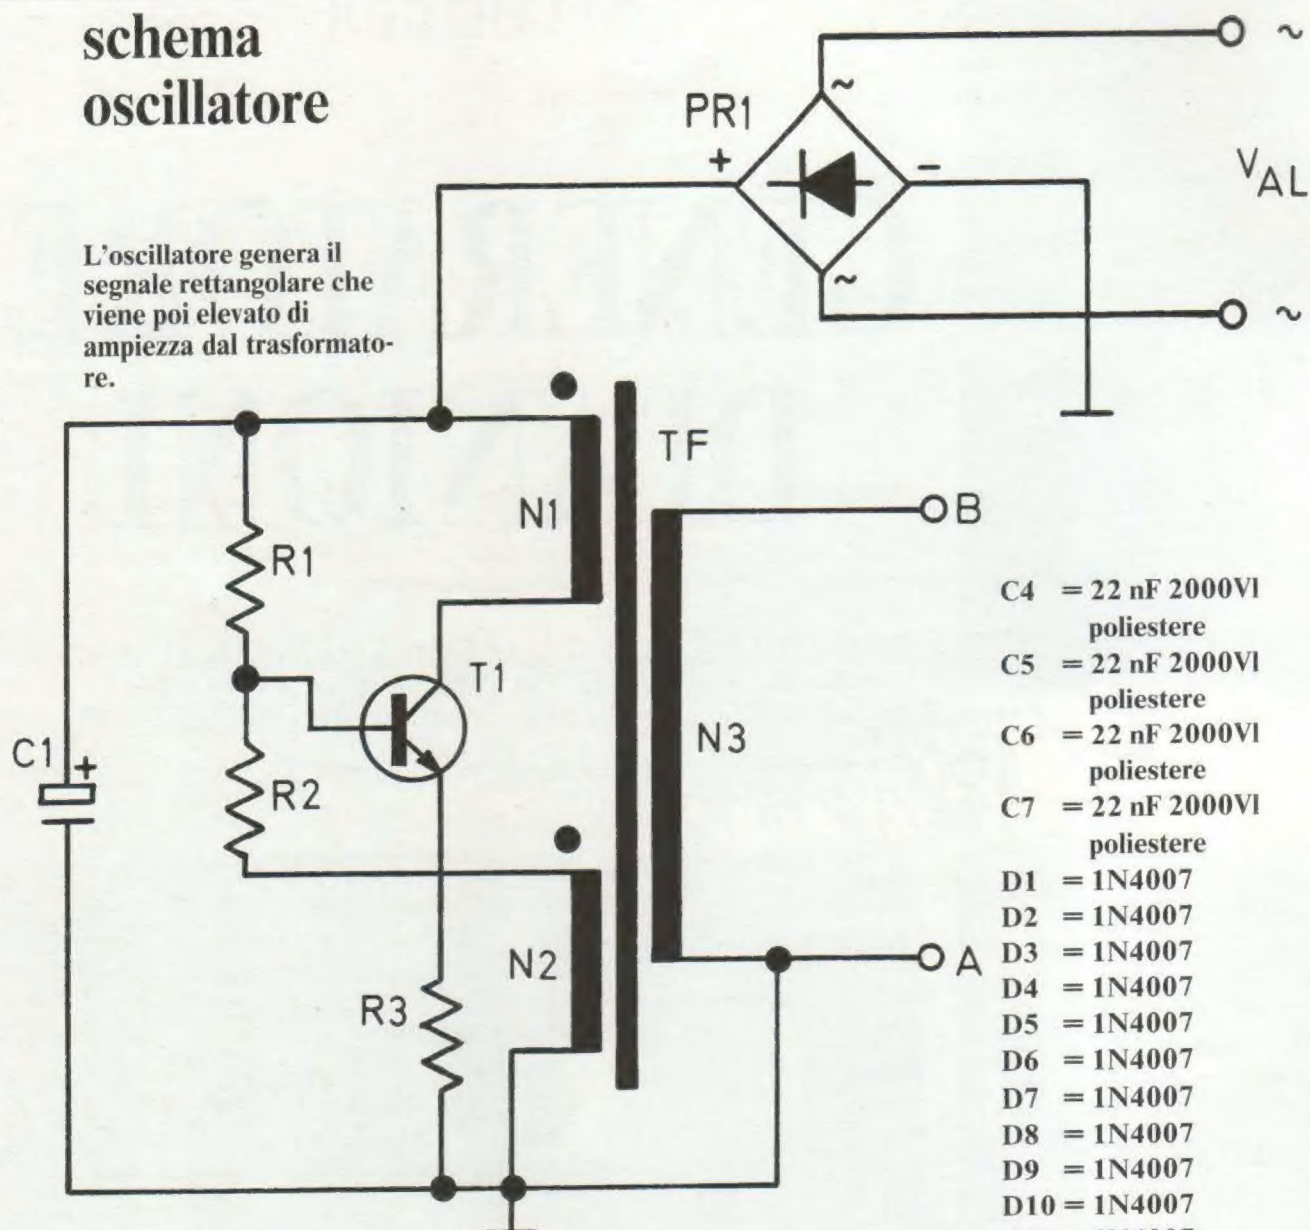 schema
oscillatore
L'oscillatore genera il
segnale rettangolare che
viene poi elevato di
ampiezza dal trasformato-
re.
PR1
~
+
-
~
~
V AL
~
TF
N1
B
R1
T1
C1
+
R2
N3
N2
A
R3
C4 = 22 nF 2000Vl
poliestere
C5 = 22 nF 2000Vl
poliestere
C6 = 22 nF 2000Vl
poliestere
C7 = 22 nF 2000Vl
poliestere
D1 = 1N4007
D2 = 1N4007
D3 = 1N4007
D4 = 1N4007
D5 = 1N4007
D6 = 1N4007
D7 = 1N4007
D8 = 1N4007
D9 = 1N4007
D10 = 1N4007